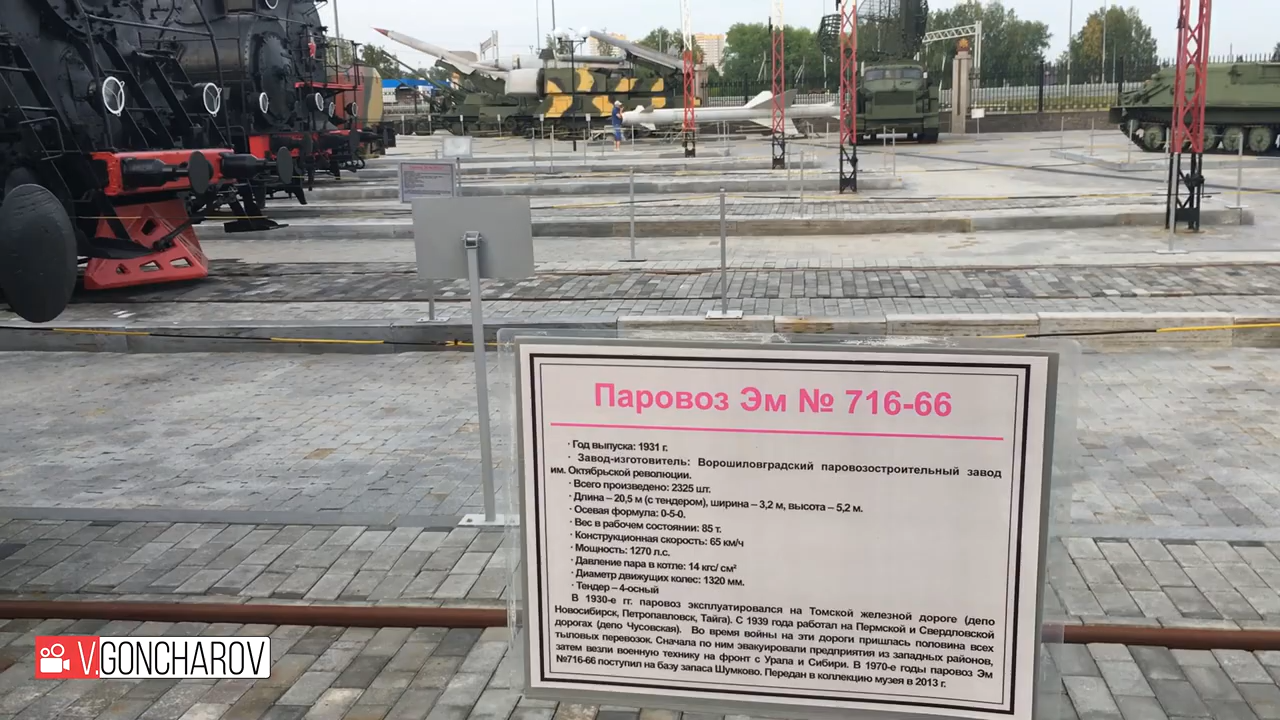 Паровоз Эм № 716-66
· Год выпуска: 1931 г.
· Завод-изготовитель: Ворошиловградский паровозостроительный завод
им. Октябрьской революции.
· Всего произведено: 2325 шт.
· Длина – 20,5 м (с тендером), ширина – 3,2 м, высота – 5,2 м.
· Осевая формула: 0-5-0.
· Вес в рабочем состоянии: 85 т.
· Конструкционная скорость: 65 км/ч
· Мощность: 1270 л.с.
· Давление пара в котле: 14 кгс/ см²
· Диаметр движущих колес: 1320 мм.
· Тендер – 4-осный
В 1930-е гг. паровоз эксплуатировался на Томской железной дороге (депо
Новосибирск, Петропавловск, Тайга). С 1939 года работал на Пермской и Свердловской
дорогах (депо Чусовская). Во время войны на эти дороги пришлась половина всех
тыловых перевозок. Сначала по ним эвакуировали предприятия из западных районов,
затем везли военную технику на фронт с Урала и Сибири. В 1970-е годы паровоз Эм
№716-66 поступил на базу запаса Шумково. Передан в коллекцию музея в 2013 г.
V.GONCHAROV